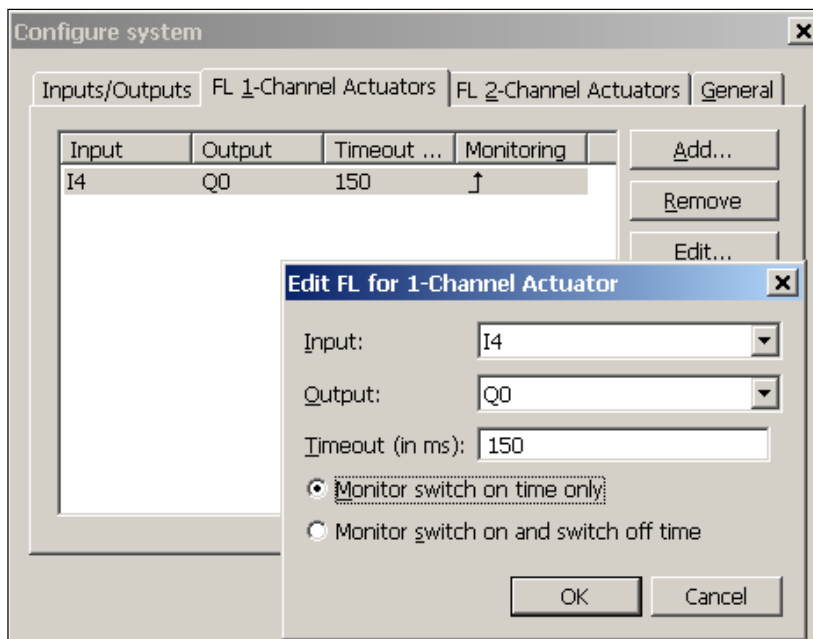 Configure system
Inputs/Outputs FL 1-Channel Actuators FL 2-Channel Actuators General
Input Output Timeout ... Monitoring Add...
I4 Q0 150
Remove
Edit...
Edit FL for 1-Channel Actuator
Input: I4
Output: Q0
Timeout (in ms): 150
Monitor switch on time only
Monitor switch on and switch off time
OK Cancel